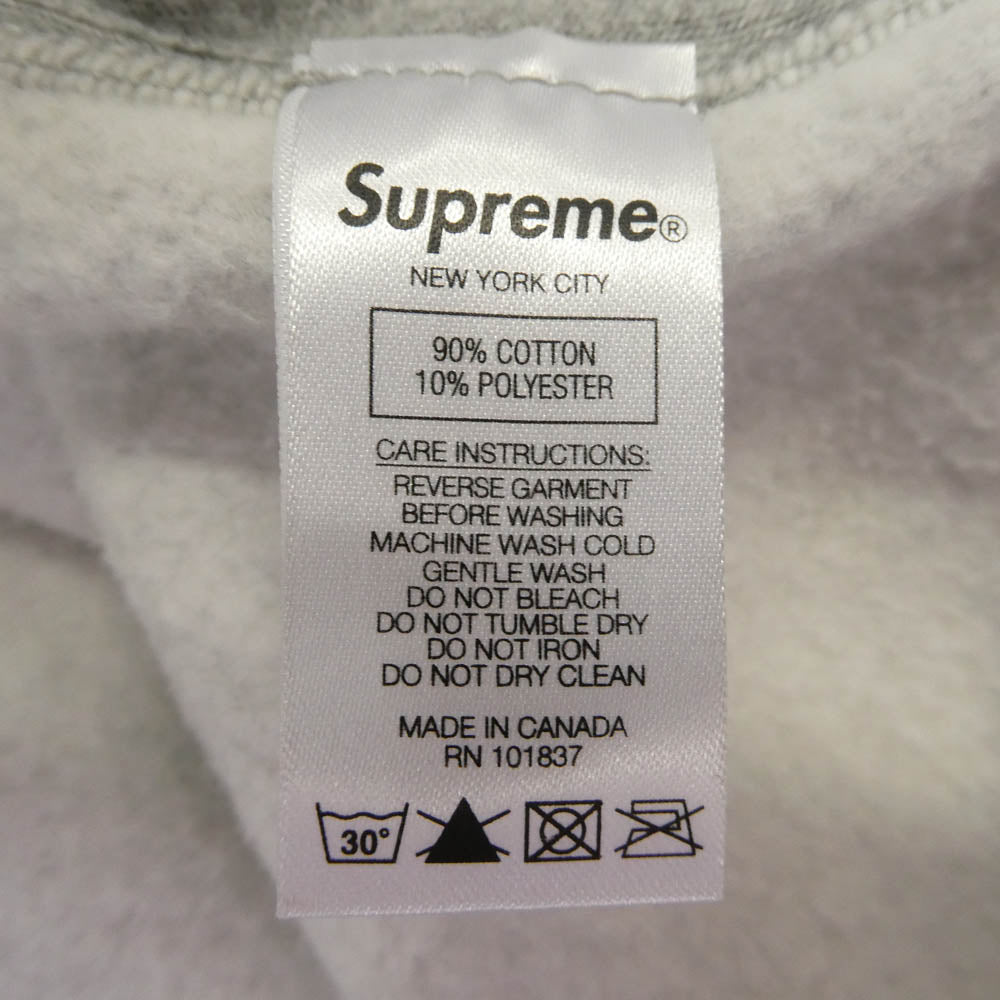 Supreme®
NEW YORK CITY
90% COTTON
10% POLYESTER
CARE INSTRUCTIONS:
REVERSE GARMENT
BEFORE WASHING
MACHINE WASH COLD
GENTLE WASH
DO NOT BLEACH
DO NOT TUMBLE DRY
DO NOT IRON
DO NOT DRY CLEAN
MADE IN CANADA
RN 101837
30°